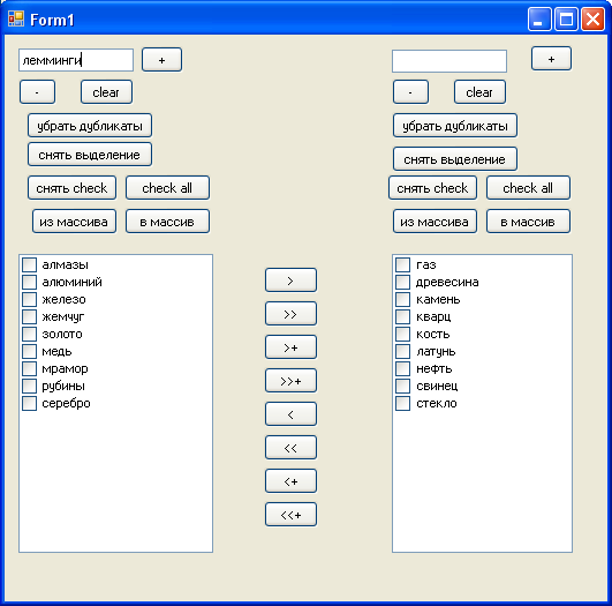 Form1
лемминги +
+
- clear
- clear
убрать дубликаты
убрать дубликаты
снять выделение
снять выделение
снять check check all
снять check check all
из массива в массив
из массива в массив
алмазы
алюминий
железо
жемчуг
золото
медь
мрамор
рубины
серебро
>
>>
>+
>>+
<
<<
<+
<<+
газ
древесина
камень
кварц
кость
латунь
нефть
свинец
стекло